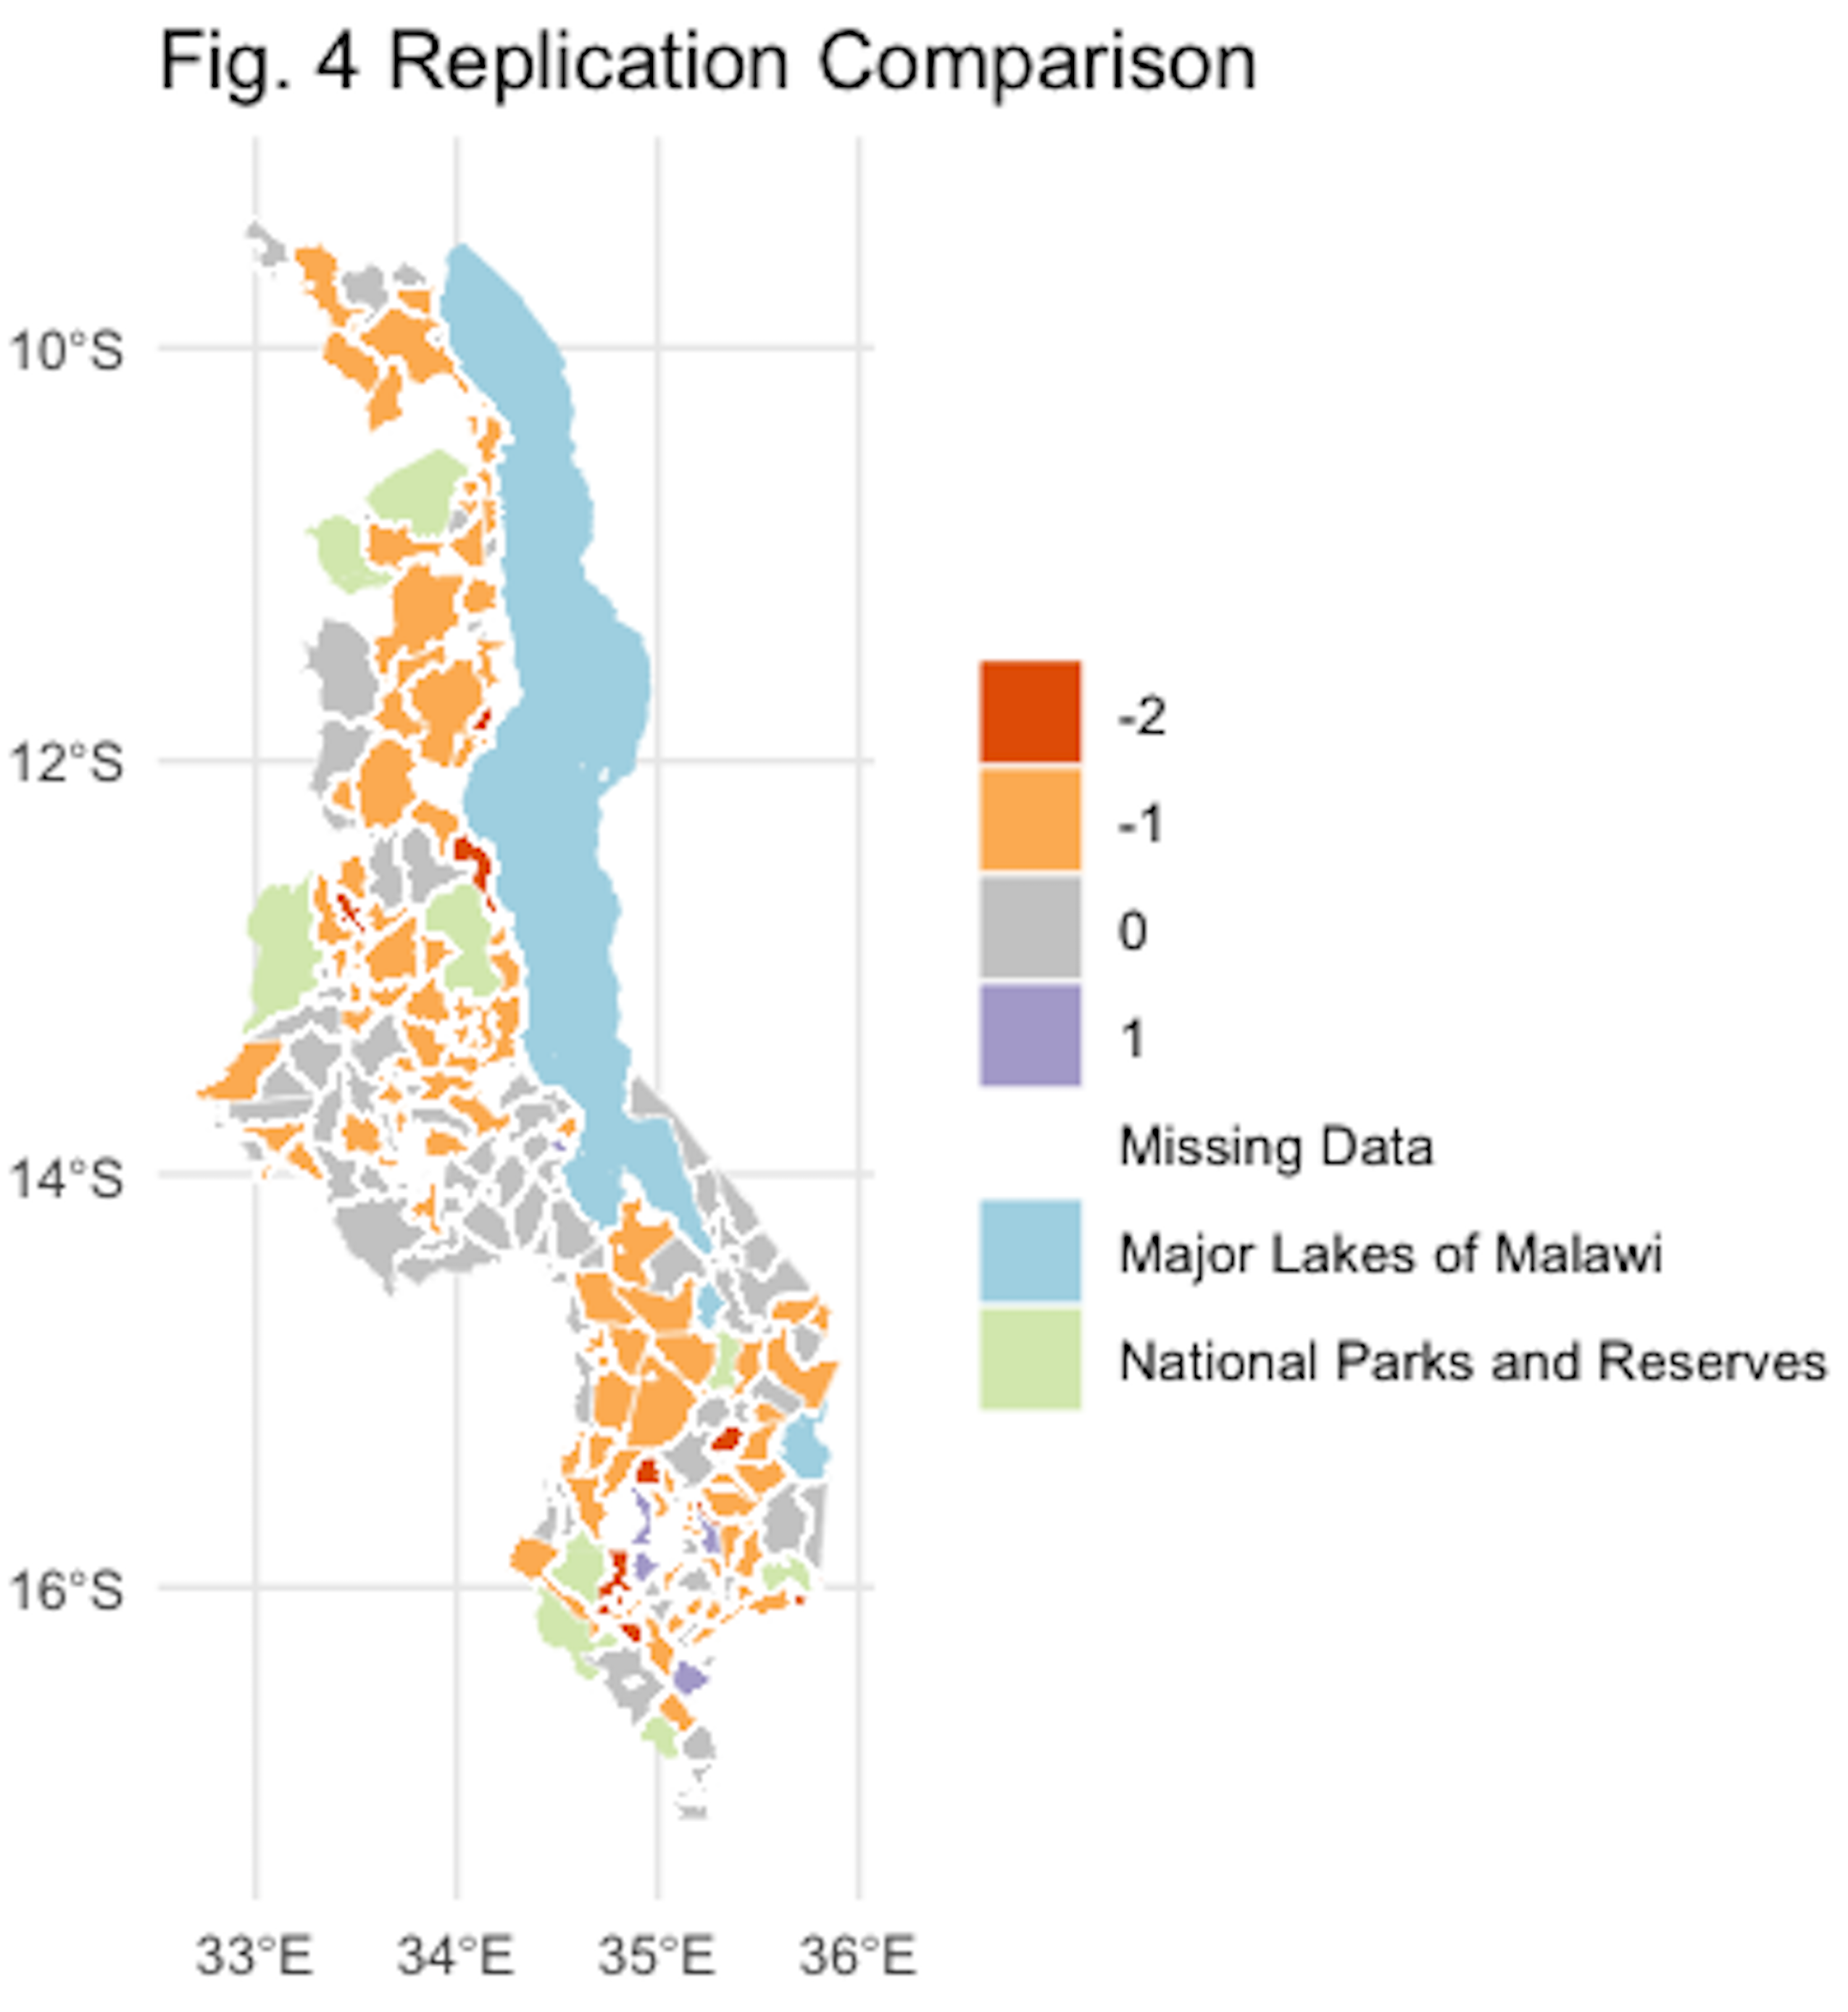 Fig. 4 Replication Comparison
10°S
12°S
14°S
16°S
33°E 34°E 35°E 36°E
-2
-1
0
1
Missing Data
Major Lakes of Malawi
National Parks and Reserves